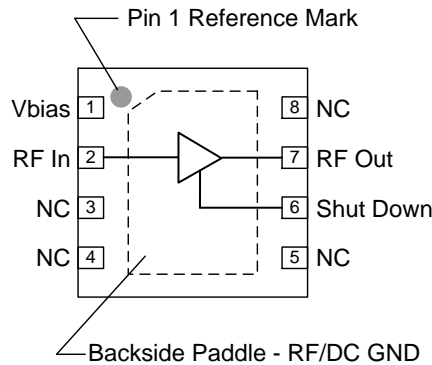 Pin 1 Reference Mark
Vbias 1
8 NC
RF In 2
7 RF Out
NC 3
6 Shut Down
NC 4
5 NC
Backside Paddle - RF/DC GND